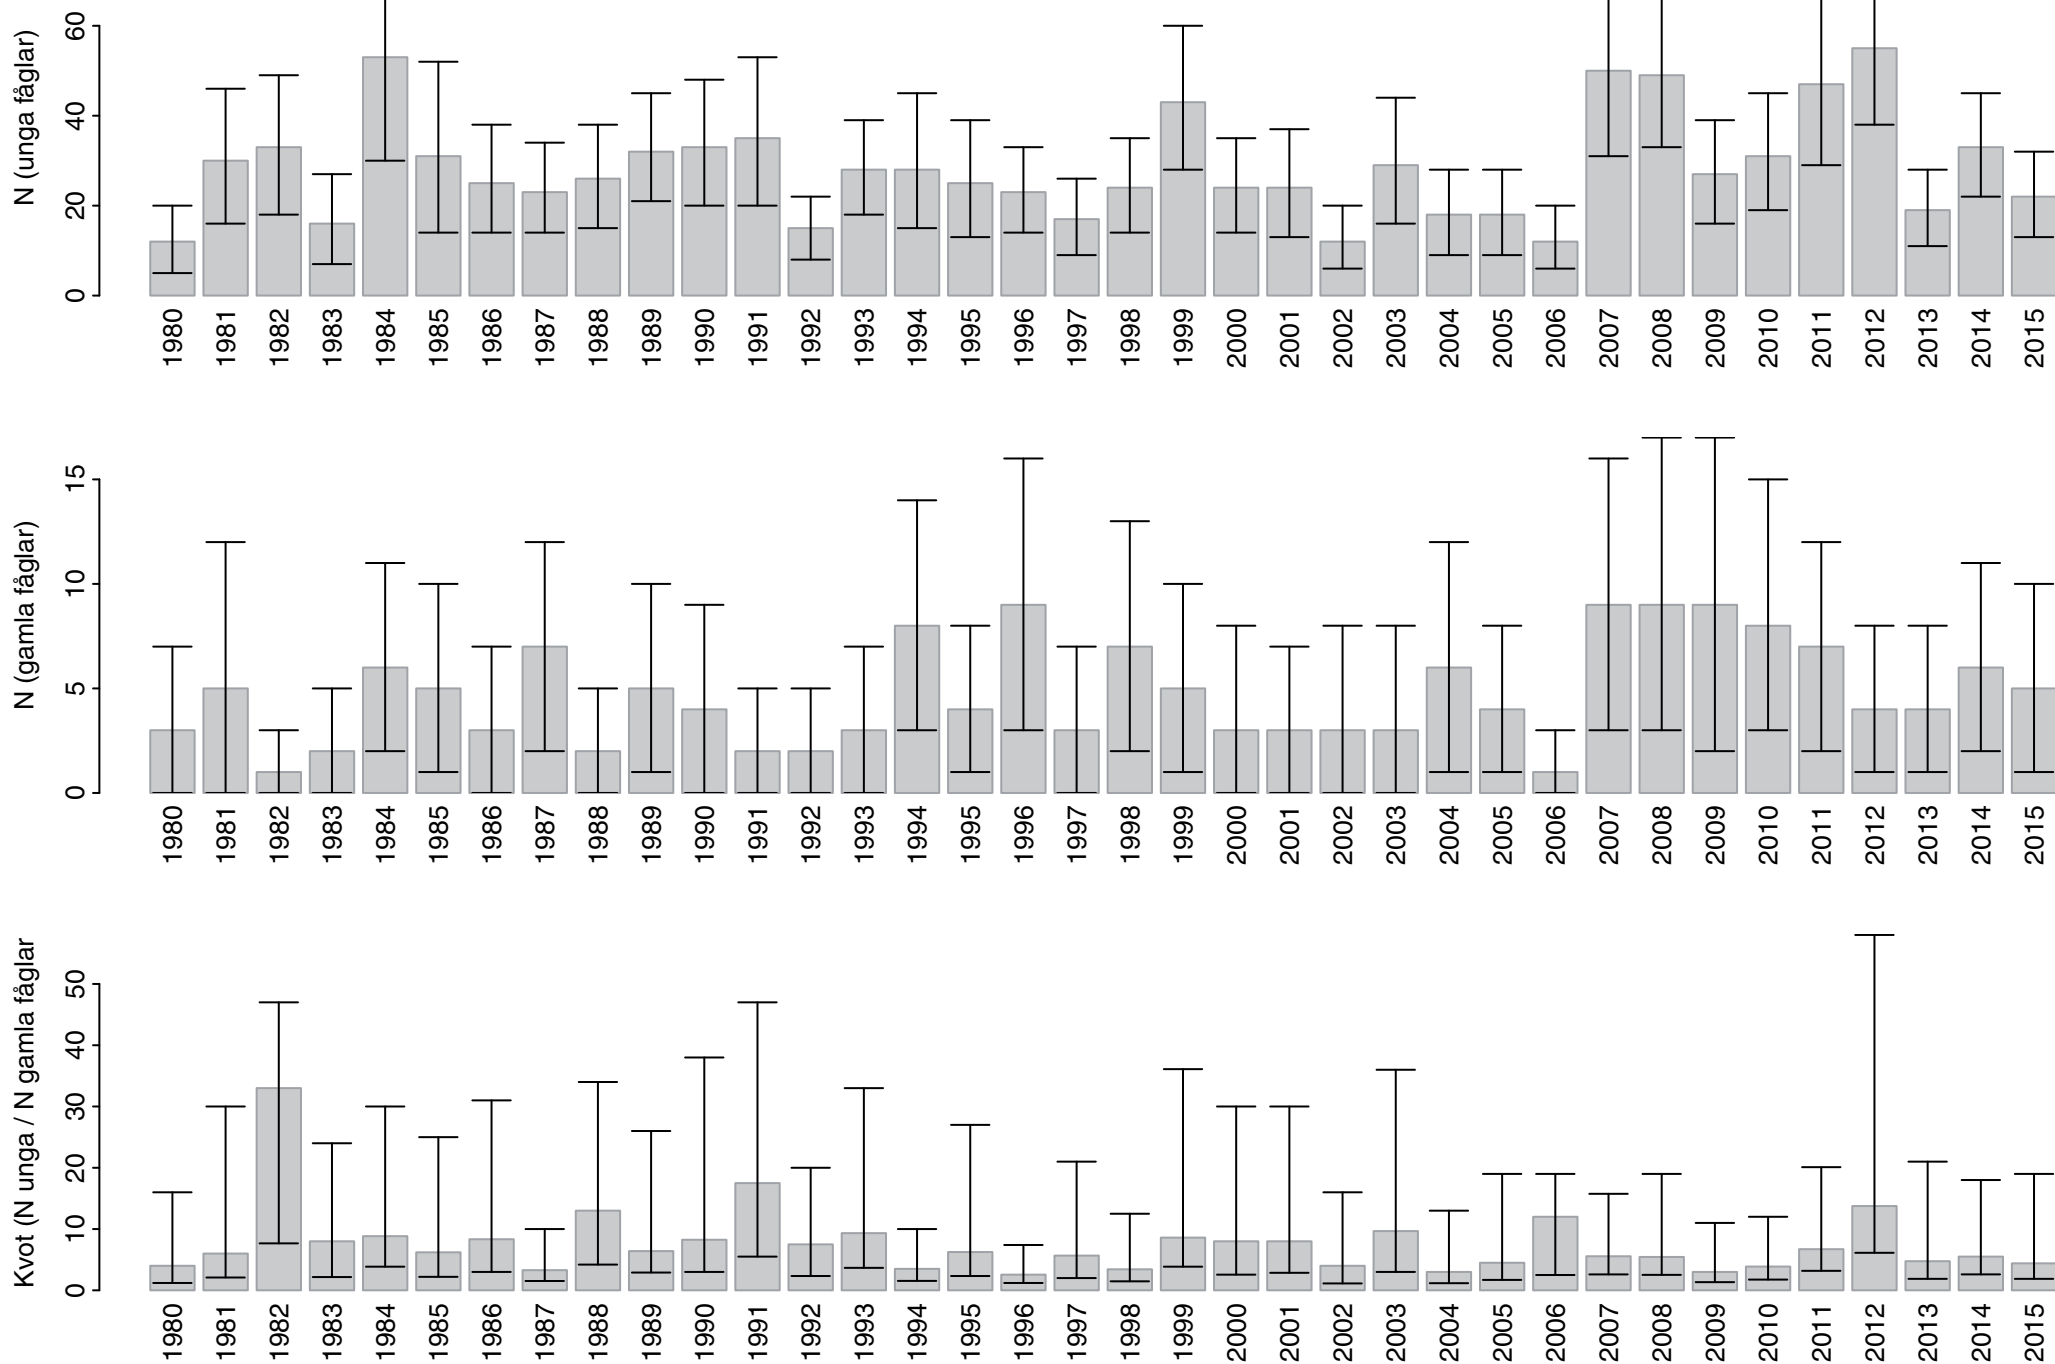 N (unga fåglar)
0 20 40 60
1980 1981 1982 1983 1984 1985 1986 1987 1988 1989 1990 1991 1992 1993 1994 1995 1996 1997 1998 1999 2000 2001 2002 2003 2004 2005 2006 2007 2008 2009 2010 2011 2012 2013 2014 2015
N (gamla fåglar)
0 5 10 15
1980 1981 1982 1983 1984 1985 1986 1987 1988 1989 1990 1991 1992 1993 1994 1995 1996 1997 1998 1999 2000 2001 2002 2003 2004 2005 2006 2007 2008 2009 2010 2011 2012 2013 2014 2015
Kvot (N unga / N gamla fåglar
0 10 20 30 40 50
1980 1981 1982 1983 1984 1985 1986 1987 1988 1989 1990 1991 1992 1993 1994 1995 1996 1997 1998 1999 2000 2001 2002 2003 2004 2005 2006 2007 2008 2009 2010 2011 2012 2013 2014 2015